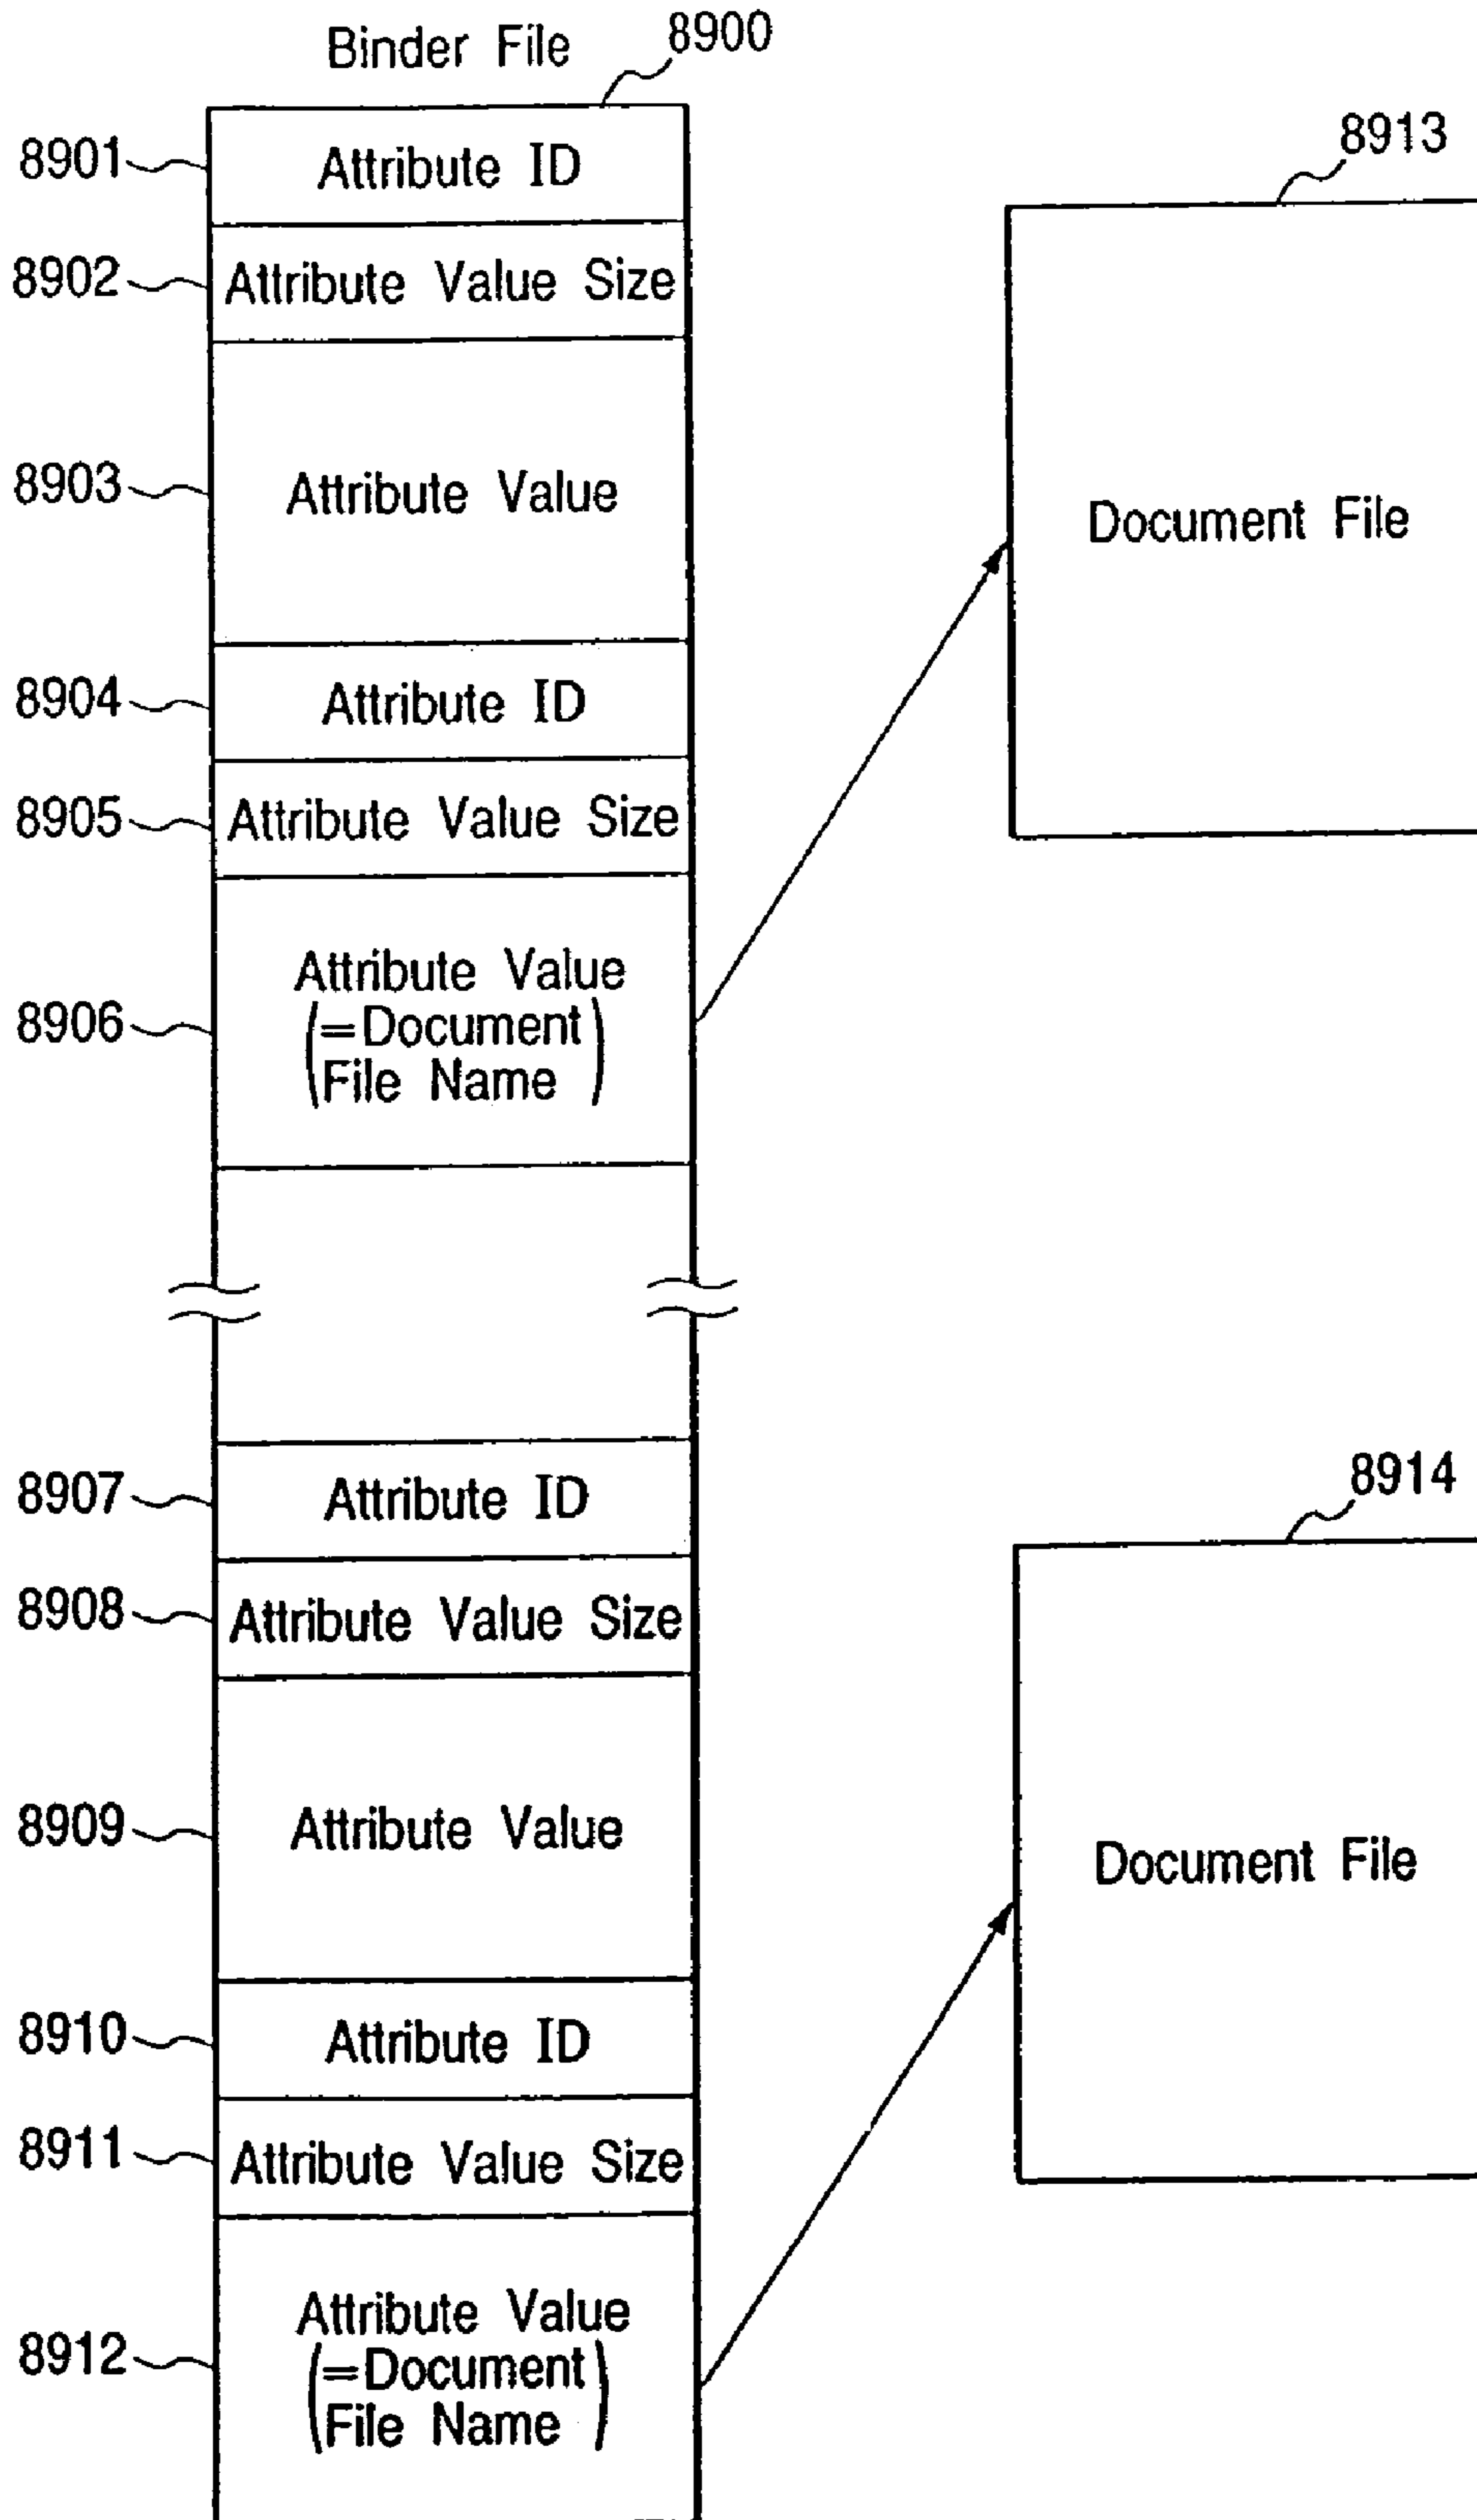 Binder File
8900
8901
Attribute ID
8902
Attribute Value Size
8903
Attribute Value
8904
Attribute ID
8905
Attribute Value Size
8906
Attribute Value
(=Document
File Name)
8907
Attribute ID
8908
Attribute Value Size
8909
Attribute Value
8910
Attribute ID
8911
Attribute Value Size
8912
Attribute Value
(=Document
File Name)
8913
Document File
8914
Document File